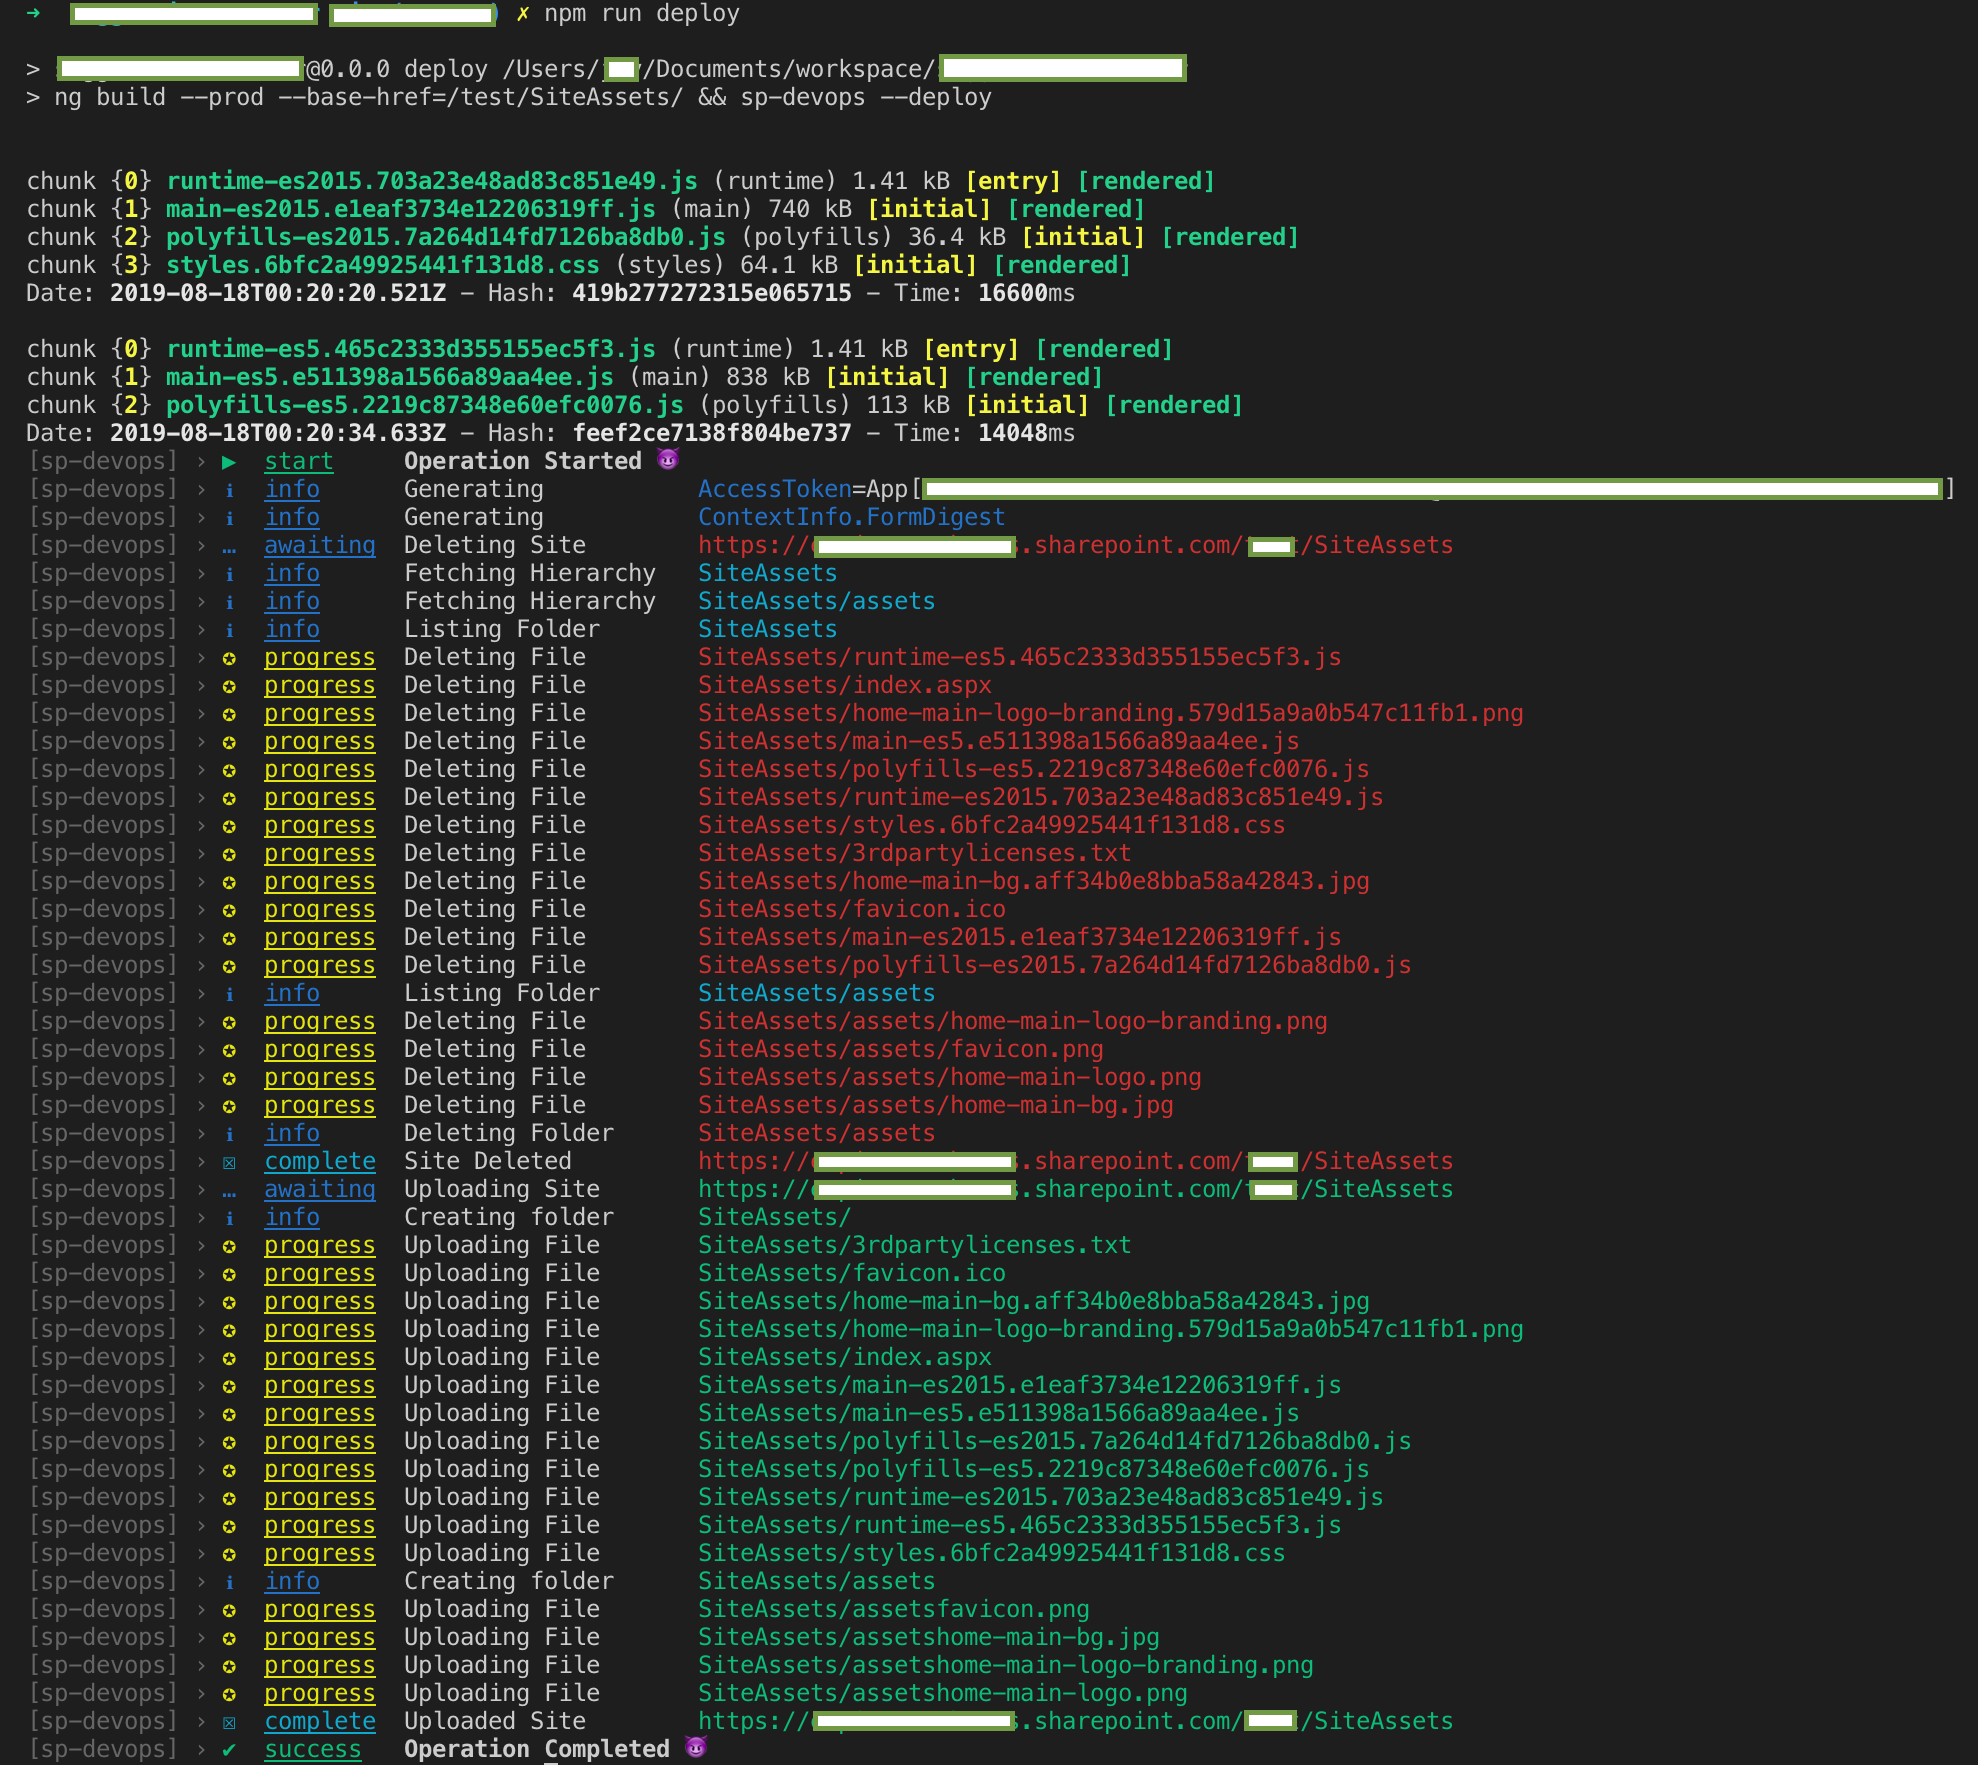 ➜ ✗ npm run deploy
> @0.0.0 deploy /Users/ /Documents/workspace/
> ng build --prod --base-href=/test/SiteAssets/ && sp-devops --deploy
chunk {0} runtime-es2015.703a23e48ad83c851e49.js (runtime) 1.41 kB [entry] [rendered]
chunk {1} main-es2015.e1eaf3734e12206319ff.js (main) 740 kB [initial] [rendered]
chunk {2} polyfills-es2015.7a264d14fd7126ba8db0.js (polyfills) 36.4 kB [initial] [rendered]
chunk {3} styles.6bfc2a49925441f131d8.css (styles) 64.1 kB [initial] [rendered]
Date: 2019-08-18T00:20:20.521Z - Hash: 419b277272315e065715 - Time: 16600ms
chunk {0} runtime-es5.465c2333d355155ec5f3.js (runtime) 1.41 kB [entry] [rendered]
chunk {1} main-es5.e511398a1566a89aa4ee.js (main) 838 kB [initial] [rendered]
chunk {2} polyfills-es5.2219c87348e60efc0076.js (polyfills) 113 kB [initial] [rendered]
Date: 2019-08-18T00:20:34.633Z - Hash: feef2ce7138f804be737 - Time: 14048ms
[sp-devops] › ▶ start Operation Started 😈
[sp-devops] › ℹ info Generating AccessToken=App[ ]
[sp-devops] › ℹ info Generating ContextInfo.FormDigest
[sp-devops] › … awaiting Deleting Site https:// .sharepoint.com/ /SiteAssets
[sp-devops] › ℹ info Fetching Hierarchy SiteAssets
[sp-devops] › ℹ info Fetching Hierarchy SiteAssets/assets
[sp-devops] › ℹ info Listing Folder SiteAssets
[sp-devops] › ✪ progress Deleting File SiteAssets/runtime-es5.465c2333d355155ec5f3.js
[sp-devops] › ✪ progress Deleting File SiteAssets/index.aspx
[sp-devops] › ✪ progress Deleting File SiteAssets/home-main-logo-branding.579d15a9a0b547c11fb1.png
[sp-devops] › ✪ progress Deleting File SiteAssets/main-es5.e511398a1566a89aa4ee.js
[sp-devops] › ✪ progress Deleting File SiteAssets/polyfills-es5.2219c87348e60efc0076.js
[sp-devops] › ✪ progress Deleting File SiteAssets/runtime-es2015.703a23e48ad83c851e49.js
[sp-devops] › ✪ progress Deleting File SiteAssets/styles.6bfc2a49925441f131d8.css
[sp-devops] › ✪ progress Deleting File SiteAssets/3rdpartylicenses.txt
[sp-devops] › ✪ progress Deleting File SiteAssets/home-main-bg.aff34b0e8bba58a42843.jpg
[sp-devops] › ✪ progress Deleting File SiteAssets/favicon.ico
[sp-devops] › ✪ progress Deleting File SiteAssets/main-es2015.e1eaf3734e12206319ff.js
[sp-devops] › ✪ progress Deleting File SiteAssets/polyfills-es2015.7a264d14fd7126ba8db0.js
[sp-devops] › ℹ info Listing Folder SiteAssets/assets
[sp-devops] › ✪ progress Deleting File SiteAssets/assets/home-main-logo-branding.png
[sp-devops] › ✪ progress Deleting File SiteAssets/assets/favicon.png
[sp-devops] › ✪ progress Deleting File SiteAssets/assets/home-main-logo.png
[sp-devops] › ✪ progress Deleting File SiteAssets/assets/home-main-bg.jpg
[sp-devops] › ℹ info Deleting Folder SiteAssets/assets
[sp-devops] › ☒ complete Site Deleted https:// .sharepoint.com/ /SiteAssets
[sp-devops] › … awaiting Uploading Site https:// .sharepoint.com/ /SiteAssets
[sp-devops] › ℹ info Creating folder SiteAssets/
[sp-devops] › ✪ progress Uploading File SiteAssets/3rdpartylicenses.txt
[sp-devops] › ✪ progress Uploading File SiteAssets/favicon.ico
[sp-devops] › ✪ progress Uploading File SiteAssets/home-main-bg.aff34b0e8bba58a42843.jpg
[sp-devops] › ✪ progress Uploading File SiteAssets/home-main-logo-branding.579d15a9a0b547c11fb1.png
[sp-devops] › ✪ progress Uploading File SiteAssets/index.aspx
[sp-devops] › ✪ progress Uploading File SiteAssets/main-es2015.e1eaf3734e12206319ff.js
[sp-devops] › ✪ progress Uploading File SiteAssets/main-es5.e511398a1566a89aa4ee.js
[sp-devops] › ✪ progress Uploading File SiteAssets/polyfills-es2015.7a264d14fd7126ba8db0.js
[sp-devops] › ✪ progress Uploading File SiteAssets/polyfills-es5.2219c87348e60efc0076.js
[sp-devops] › ✪ progress Uploading File SiteAssets/runtime-es2015.703a23e48ad83c851e49.js
[sp-devops] › ✪ progress Uploading File SiteAssets/runtime-es5.465c2333d355155ec5f3.js
[sp-devops] › ✪ progress Uploading File SiteAssets/styles.6bfc2a49925441f131d8.css
[sp-devops] › ℹ info Creating folder SiteAssets/assets
[sp-devops] › ✪ progress Uploading File SiteAssets/assetsfavicon.png
[sp-devops] › ✪ progress Uploading File SiteAssets/assetshome-main-bg.jpg
[sp-devops] › ✪ progress Uploading File SiteAssets/assetshome-main-logo-branding.png
[sp-devops] › ✪ progress Uploading File SiteAssets/assetshome-main-logo.png
[sp-devops] › ☒ complete Uploaded Site https:// .sharepoint.com/ /SiteAssets
[sp-devops] › ✔ success Operation Completed 😈